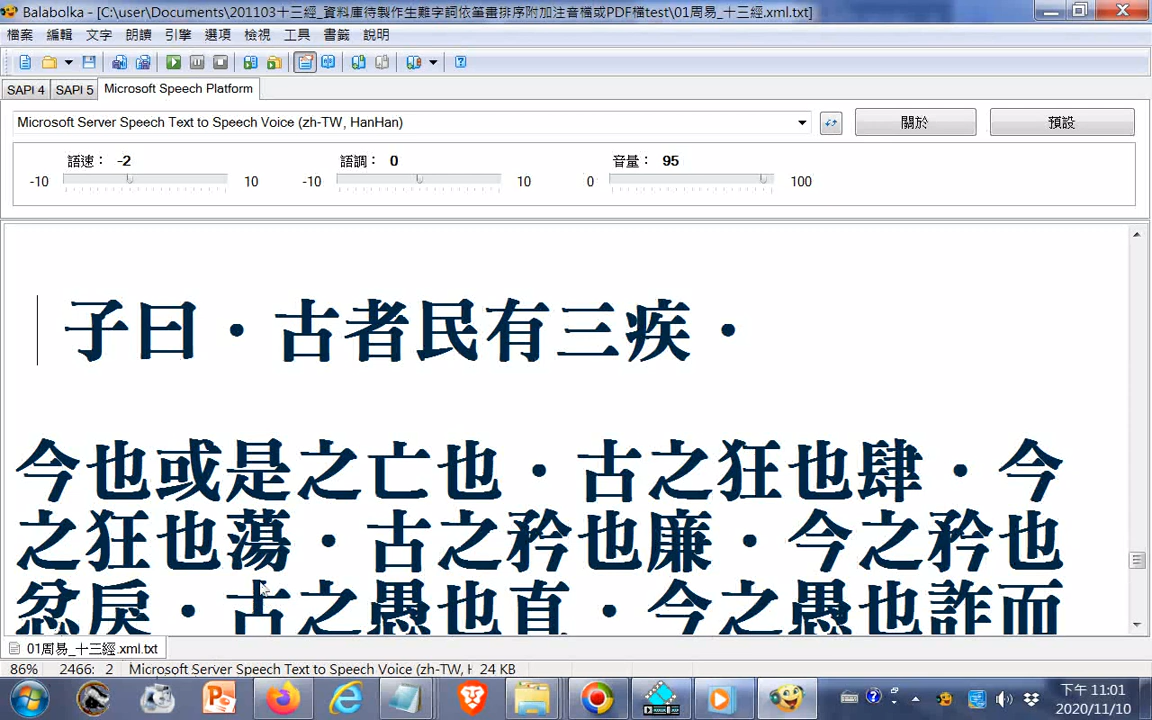 Balabolka - [C:\user\Documents\201103十三經_資料庫待製作生難字詞依筆畫排序附加注音檔或PDF檔test\01周易_十三經.xml.txt]
檔案 編輯 文字 朗讀 引擎 選項 檢視 工具 書籤 說明
SAPI 4 SAPI 5 Microsoft Speech Platform
Microsoft Server Speech Text to Speech Voice (zh-TW, HanHan) 關於 預設
語速： -2 語調： 0 音量： 95
-10 10 -10 10 0 100
子曰．古者民有三疾．
今也或是之亡也．古之狂也肆．今
之狂也蕩．古之矜也廉．今之矜也
忿戾．古之愚也直．今之愚也詐而
01周易_十三經.xml.txt
86% 2466: 2 Microsoft Server Speech Text to Speech Voice (zh-TW, H 24 KB
下午 11:01
2020/11/10